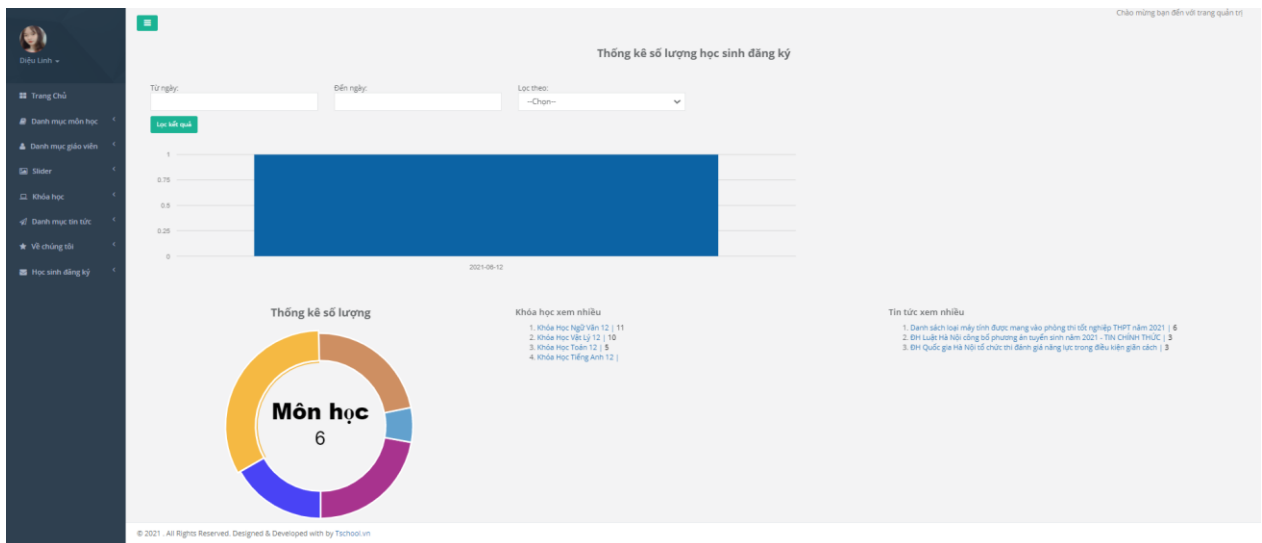 Chào mừng bạn đến với trang quản trị
Diệu Linh
Trang Chủ
Danh mục môn học
Danh mục giáo viên
Slider
Khóa học
Danh mục tin tức
Về chúng tôi
Học sinh đăng ký
Thống kê số lượng học sinh đăng ký
Từ ngày:
Đến ngày:
Lọc theo:
--Chọn--
Lọc kết quả
1
0.75
0.5
0.25
0
2021-06-12
Thống kê số lượng
Môn học
6
Khóa học xem nhiều
1. Khóa Học Ngữ Văn 12 | 11
2. Khóa Học Vật Lý 12 | 10
3. Khóa Học Toán 12 | 5
4. Khóa Học Tiếng Anh 12 |
Tin tức xem nhiều
1. Danh sách loại máy tính được mang vào phòng thi tốt nghiệp THPT năm 2021 | 6
2. ĐH Luật Hà Nội công bố phương án tuyển sinh năm 2021 - TIN CHÍNH THỨC | 3
3. ĐH Quốc gia Hà Nội tổ chức thi đánh giá năng lực trong điều kiện giãn cách | 3
© 2021 . All Rights Reserved. Designed & Developed with by Tschool.vn